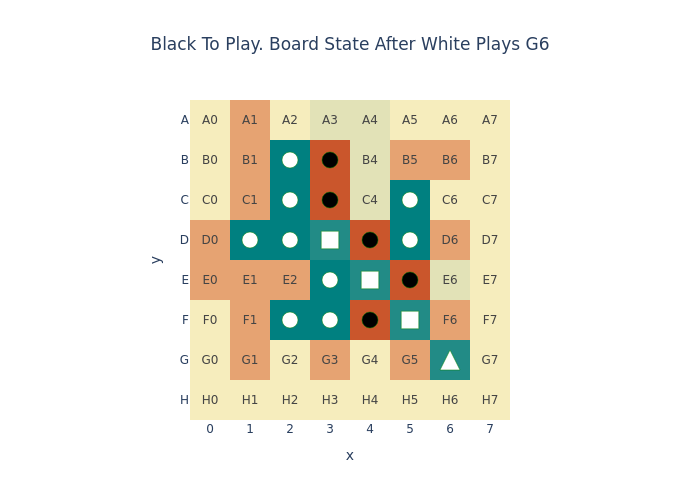 Black To Play. Board State After White Plays G6
A A0 A1 A2 A3 A4 A5 A6 A7
B B0 B1 B4 B5 B6 B7
C C0 C1 C4 C6 C7
D D0 D6 D7
y
E E0 E1 E2 E6 E7
F F0 F1 F6 F7
G G0 G1 G2 G3 G4 G5 G7
H H0 H1 H2 H3 H4 H5 H6 H7
0 1 2 3 4 5 6 7
x